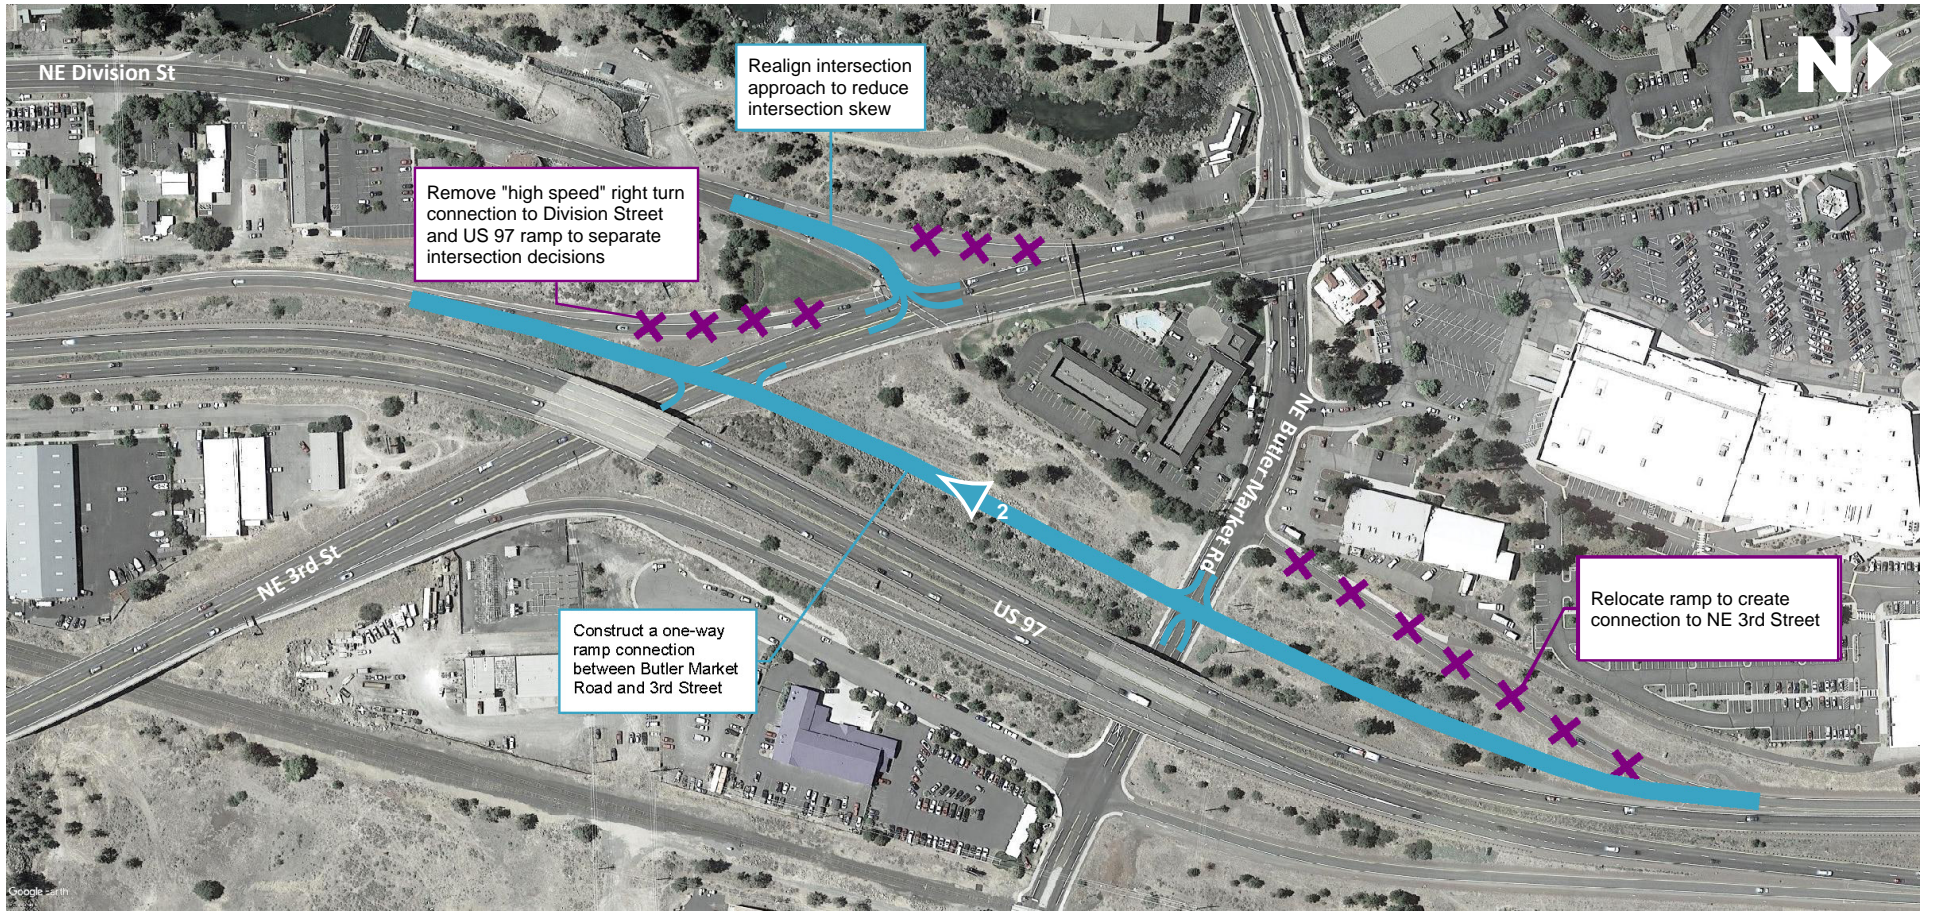 NE Division St
Realign intersection
approach to reduce
intersection skew
N
Remove "high speed" right turn
connection to Division Street
and US 97 ramp to separate
intersection decisions
NE Butler Market Rd
2
NE 3rd St
US 97
Relocate ramp to create
connection to NE 3rd Street
Construct a one-way
ramp connection
between Butler Market
Road and 3rd Street
Google earth